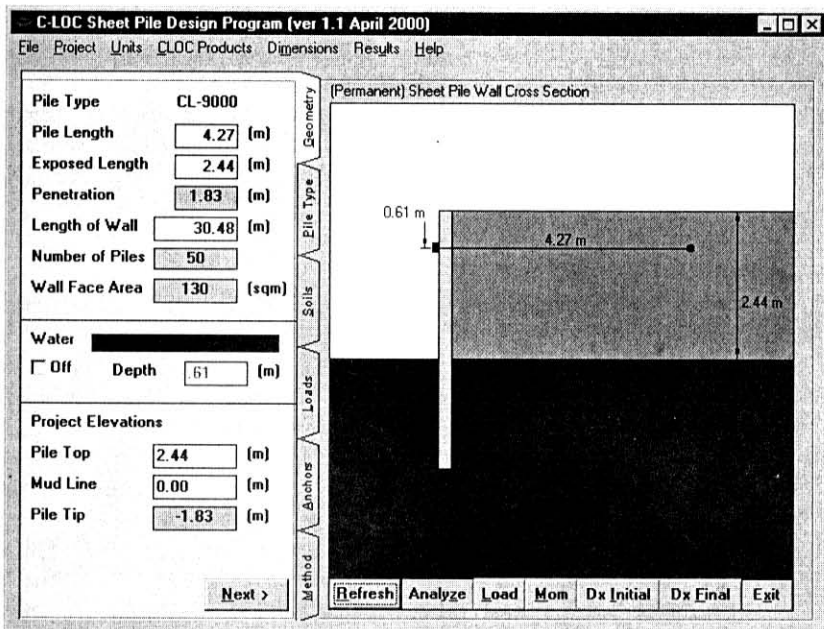 C-LOC Sheet Pile Design Program (ver 1.1 April 2000)
File Project Units CLOC Products Dimensions Results Help
Pile Type CL-9000
Pile Length 4.27 (m)
Exposed Length 2.44 (m)
Penetration 1.83 (m)
Length of Wall 30.48 (m)
Number of Piles 50
Wall Face Area 130 (sqm)
Water
Off Depth .61 (m)
Project Elevations
Pile Top 2.44 (m)
Mud Line 0.00 (m)
Pile Tip -1.83 (m)
Next >
Geometry
Pile Type
Soils
Loads
Anchors
Method
(Permanent) Sheet Pile Wall Cross Section
0.61 m
4.27 m
2.44 m
Refresh Analyze Load Mom Dx Initial Dx Final Exit